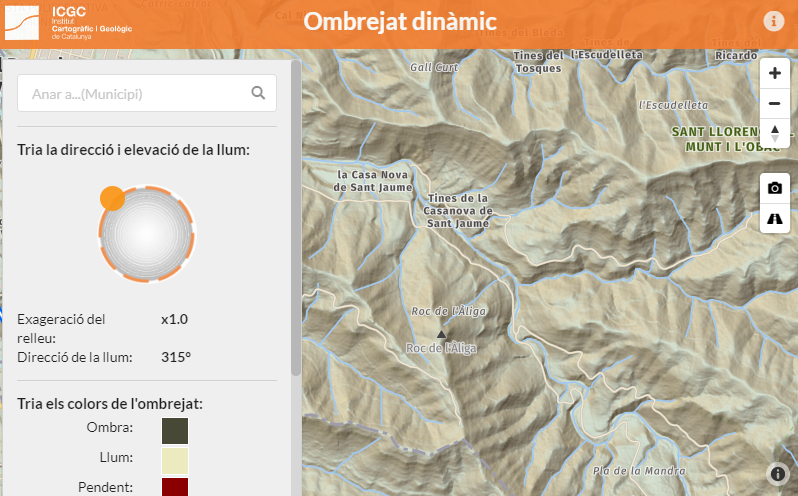 ICGC
Institut
Cartogràfic i Geològic
de Catalunya
Ombrejat dinàmic
Anar a...(Municipi)
Tria la direcció i elevació de la llum:
Exageració del
relleu:
x1.0
Direcció de la llum:
315°
Tria els colors de l'ombrejat:
Ombra:
Llum:
Pendent:
Gall Curt
Tines del
Tosques
l'Escudelleta
Tines del
Ricardo
l'Escudelleta
SANT LLORENÇ
MUNT I L'OBAC
la Casa Nova
de Sant Jaume
Tines de la
Casanova de
Sant Jaume
Roc de l'Àliga
Roc de l'Àliga
Pla de la Mandra